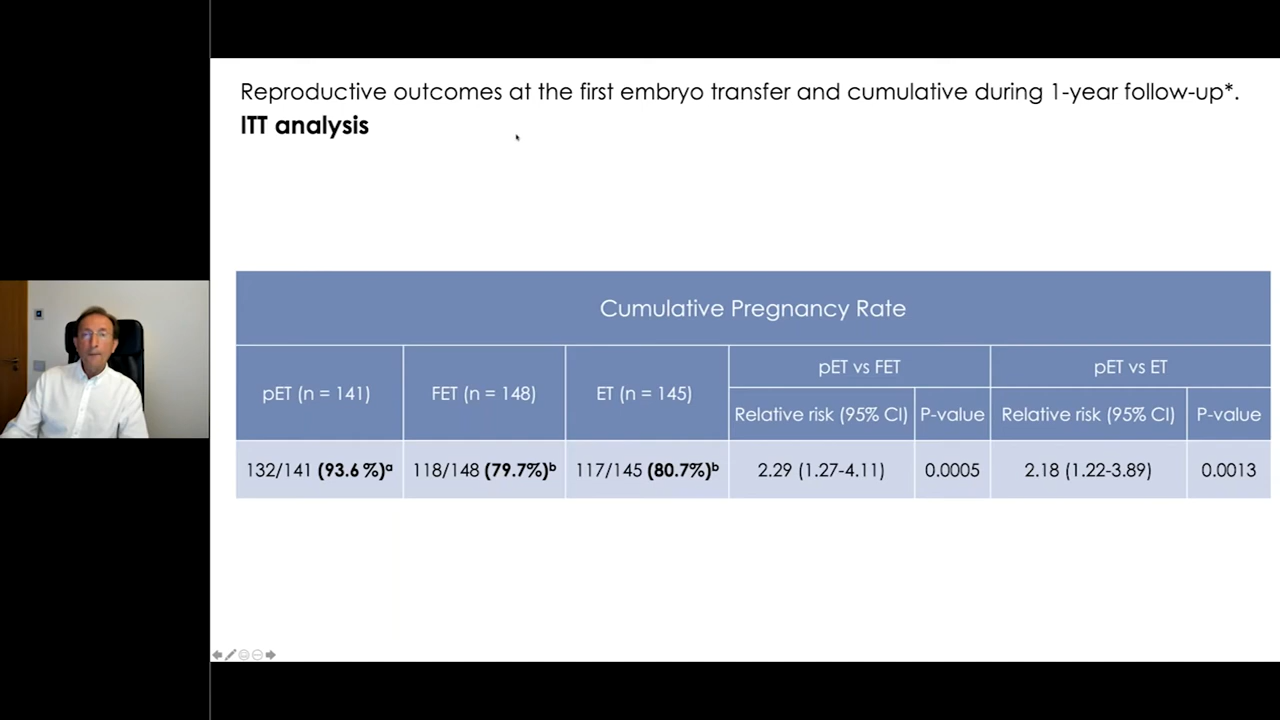 Reproductive outcomes at the first embryo transfer and cumulative during 1-year follow-up*.
ITT analysis
Cumulative Pregnancy Rate
pET (n = 141)
FET (n = 148)
ET (n = 145)
pET vs FET
pET vs ET
Relative risk (95% CI)
P-value
Relative risk (95% CI)
P-value
132/141 (93.6 %)ᵃ
118/148 (79.7%)ᵇ
117/145 (80.7%)ᵇ
2.29 (1.27-4.11)
0.0005
2.18 (1.22-3.89)
0.0013